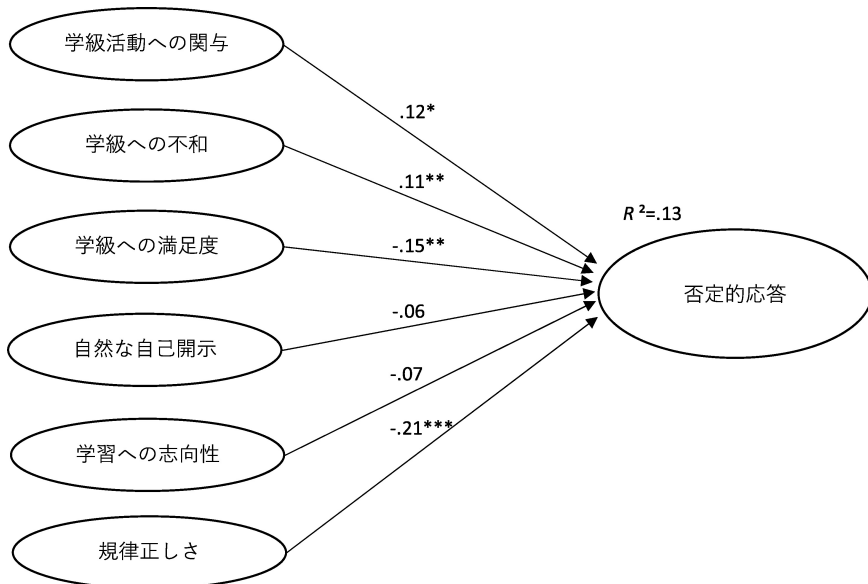 学級活動への関与
.12*
学級への不和
.11**
R ²=.13
学級への満足度
-.15**
否定的応答
自然な自己開示
-.06
学習への志向性
-.07
規律正しさ
-.21***